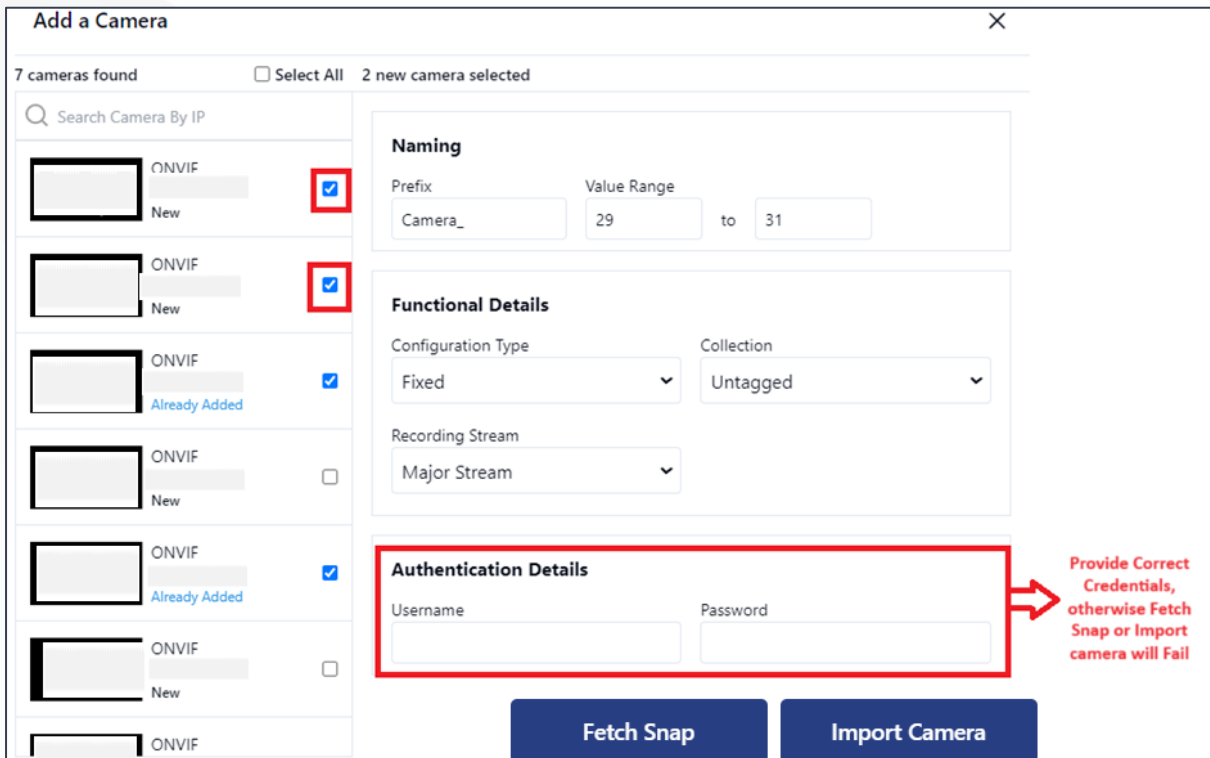 Add a Camera
7 cameras found
Select All
2 new camera selected
Search Camera By IP
ONVIF
New
ONVIF
New
ONVIF
Already Added
ONVIF
New
ONVIF
Already Added
ONVIF
New
ONVIF
Naming
Prefix
Value Range
Camera_
29
to
31
Functional Details
Configuration Type
Collection
Fixed
Untagged
Recording Stream
Major Stream
Authentication Details
Username
Password
Provide Correct
Credentials,
otherwise Fetch
Snap or Import
camera will Fail
Fetch Snap
Import Camera